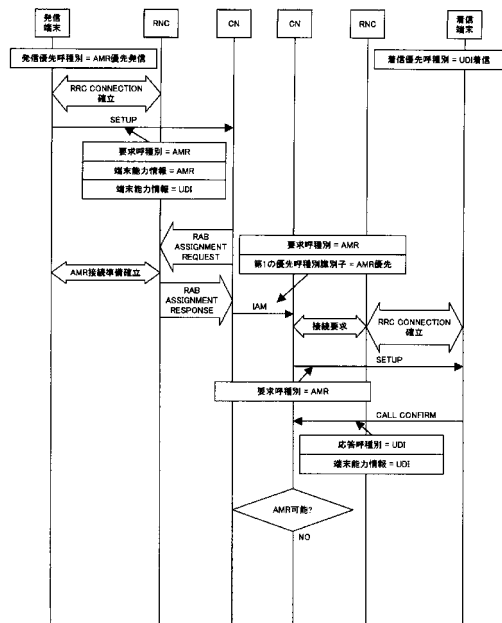 発信
端末
RNC
CN
CN
RNC
着信
端末
発信優先呼種別 = AMR優先発信
着信優先呼種別 = UDI着信
RRC CONNECTION
確立
SETUP
要求呼種別 = AMR
端末能力情報 = AMR
端末能力情報 = UDI
RAB
ASSIGNMENT
REQUEST
要求呼種別 = AMR
第1の優先呼種別識別子 = AMR優先
AMR接続準備確立
RAB
ASSIGNMENT
RESPONSE
IAM
接続要求
RRC CONNECTION
確立
SETUP
要求呼種別 = AMR
CALL CONFIRM
応答呼種別 = UDI
端末能力情報 = UDI
AMR可能?
NO